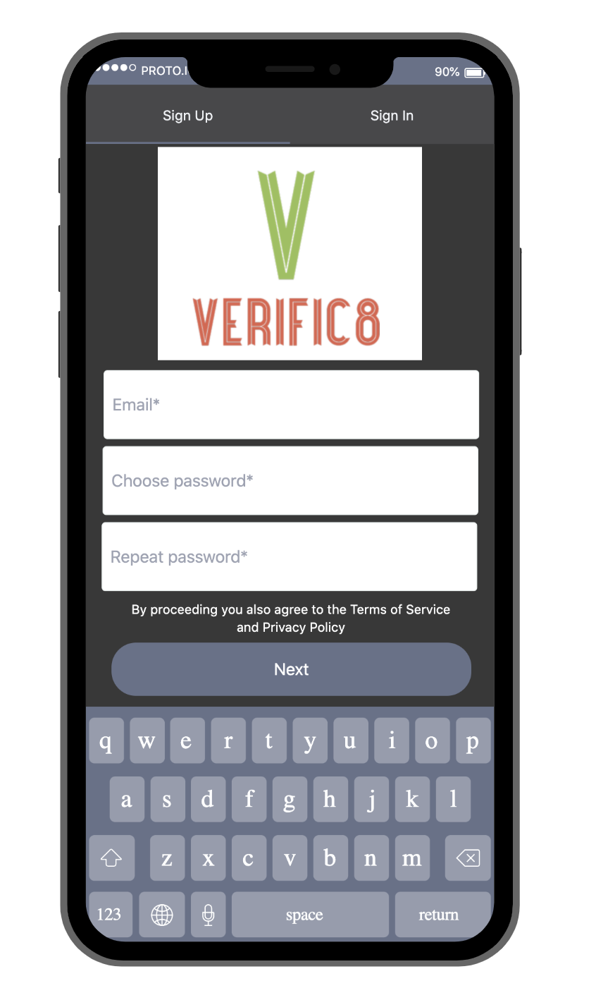 PROTO.I
90%
Sign Up
Sign In
V
VERIFIC8
Email*
Choose password*
Repeat password*
By proceeding you also agree to the Terms of Service
and Privacy Policy
Next
q w e r t y u i o p
a s d f g h j k l
z x c v b n m
123 space return